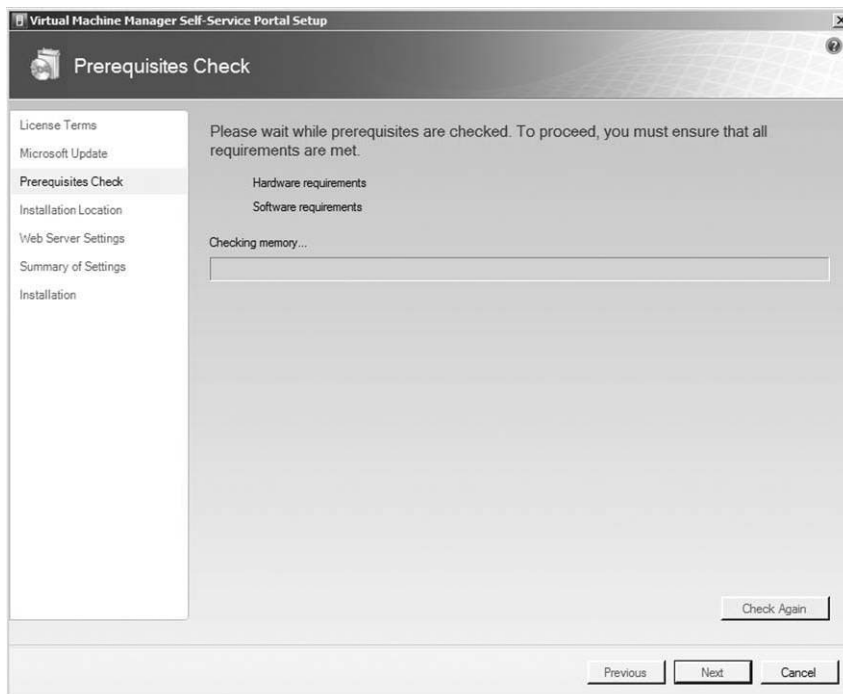 Virtual Machine Manager Self-Service Portal Setup
Prerequisites Check
License Terms
Microsoft Update
Prerequisites Check
Installation Location
Web Server Settings
Summary of Settings
Installation
Please wait while prerequisites are checked. To proceed, you must ensure that all
requirements are met.
Hardware requirements
Software requirements
Checking memory...
Check Again
Previous
Next
Cancel